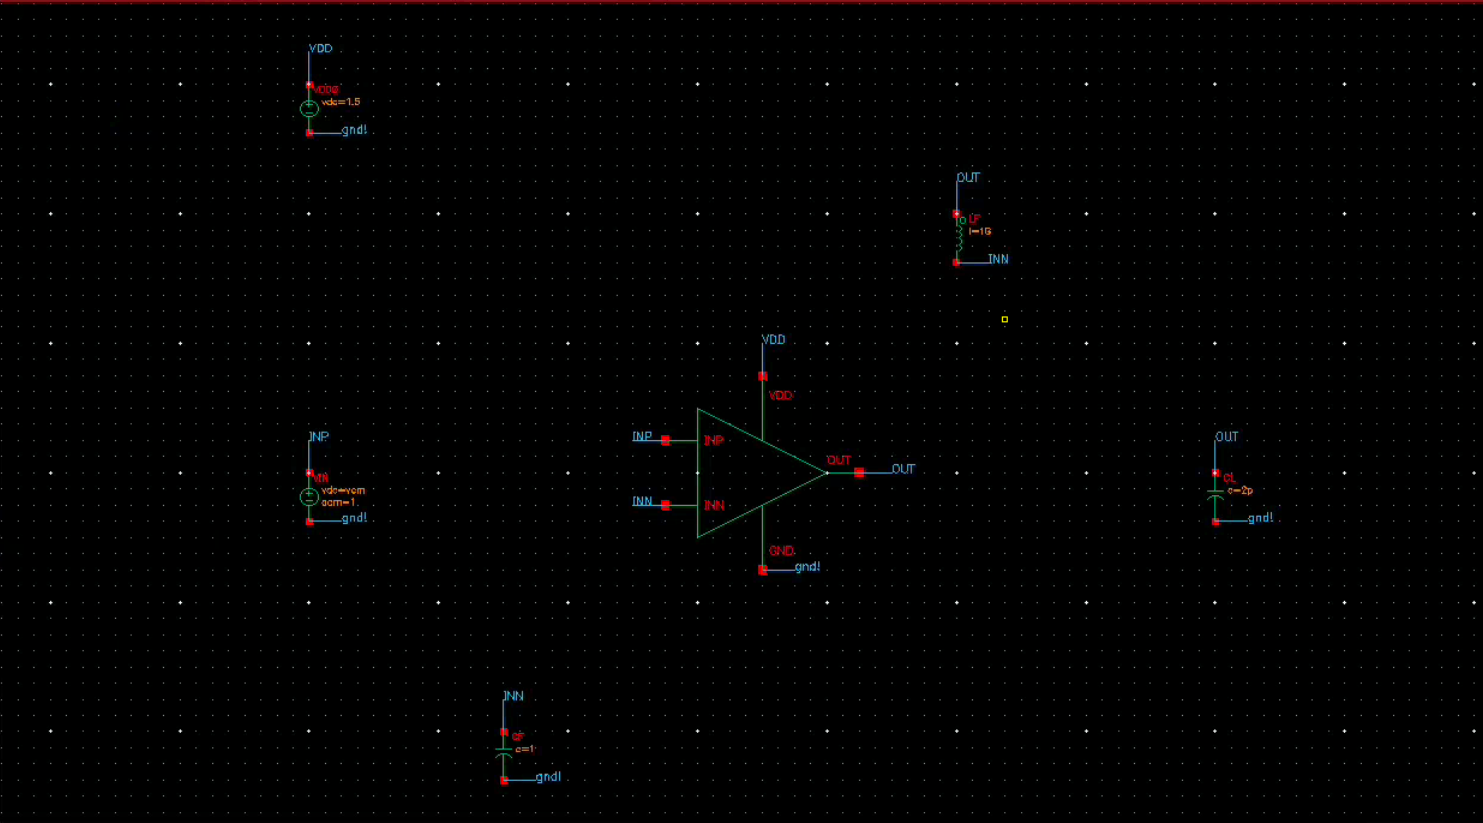 VDD
VDD0
vdc=1.5
gnd!
OUT
LF
l=1G
INN
VDD
VDD
INP
INP
OUT
OUT
INN
INN
GND
gnd!
INP
VIN
vdc=vcm
acm=1
gnd!
OUT
CL
c=2p
gnd!
INN
CF
c=1
gnd!